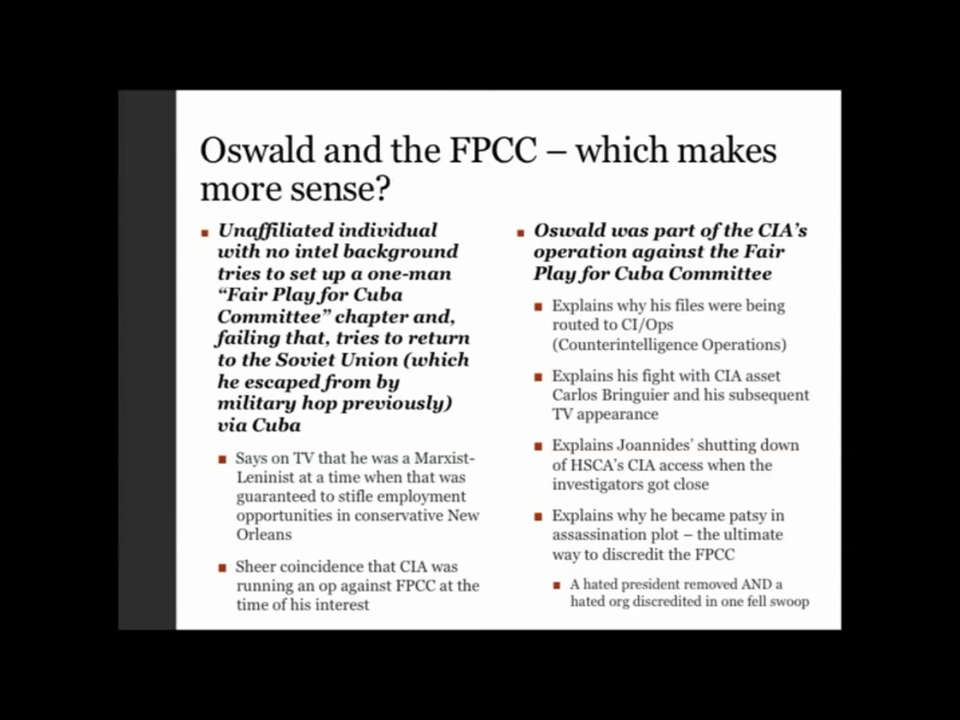 Oswald and the FPCC – which makes
more sense?
Unaffiliated individual
with no intel background
tries to set up a one-man
“Fair Play for Cuba
Committee” chapter and,
failing that, tries to return
to the Soviet Union (which
he escaped from by
military hop previously)
via Cuba
Says on TV that he was a Marxist-
Leninist at a time when that was
guaranteed to stifle employment
opportunities in conservative New
Orleans
Sheer coincidence that CIA was
running an op against FPCC at the
time of his interest
Oswald was part of the CIA’s
operation against the Fair
Play for Cuba Committee
Explains why his files were being
routed to CI/Ops
(Counterintelligence Operations)
Explains his fight with CIA asset
Carlos Bringuier and his subsequent
TV appearance
Explains Joannides’ shutting down
of HSCA’s CIA access when the
investigators got close
Explains why he became patsy in
assassination plot – the ultimate
way to discredit the FPCC
A hated president removed AND a
hated org discredited in one fell swoop